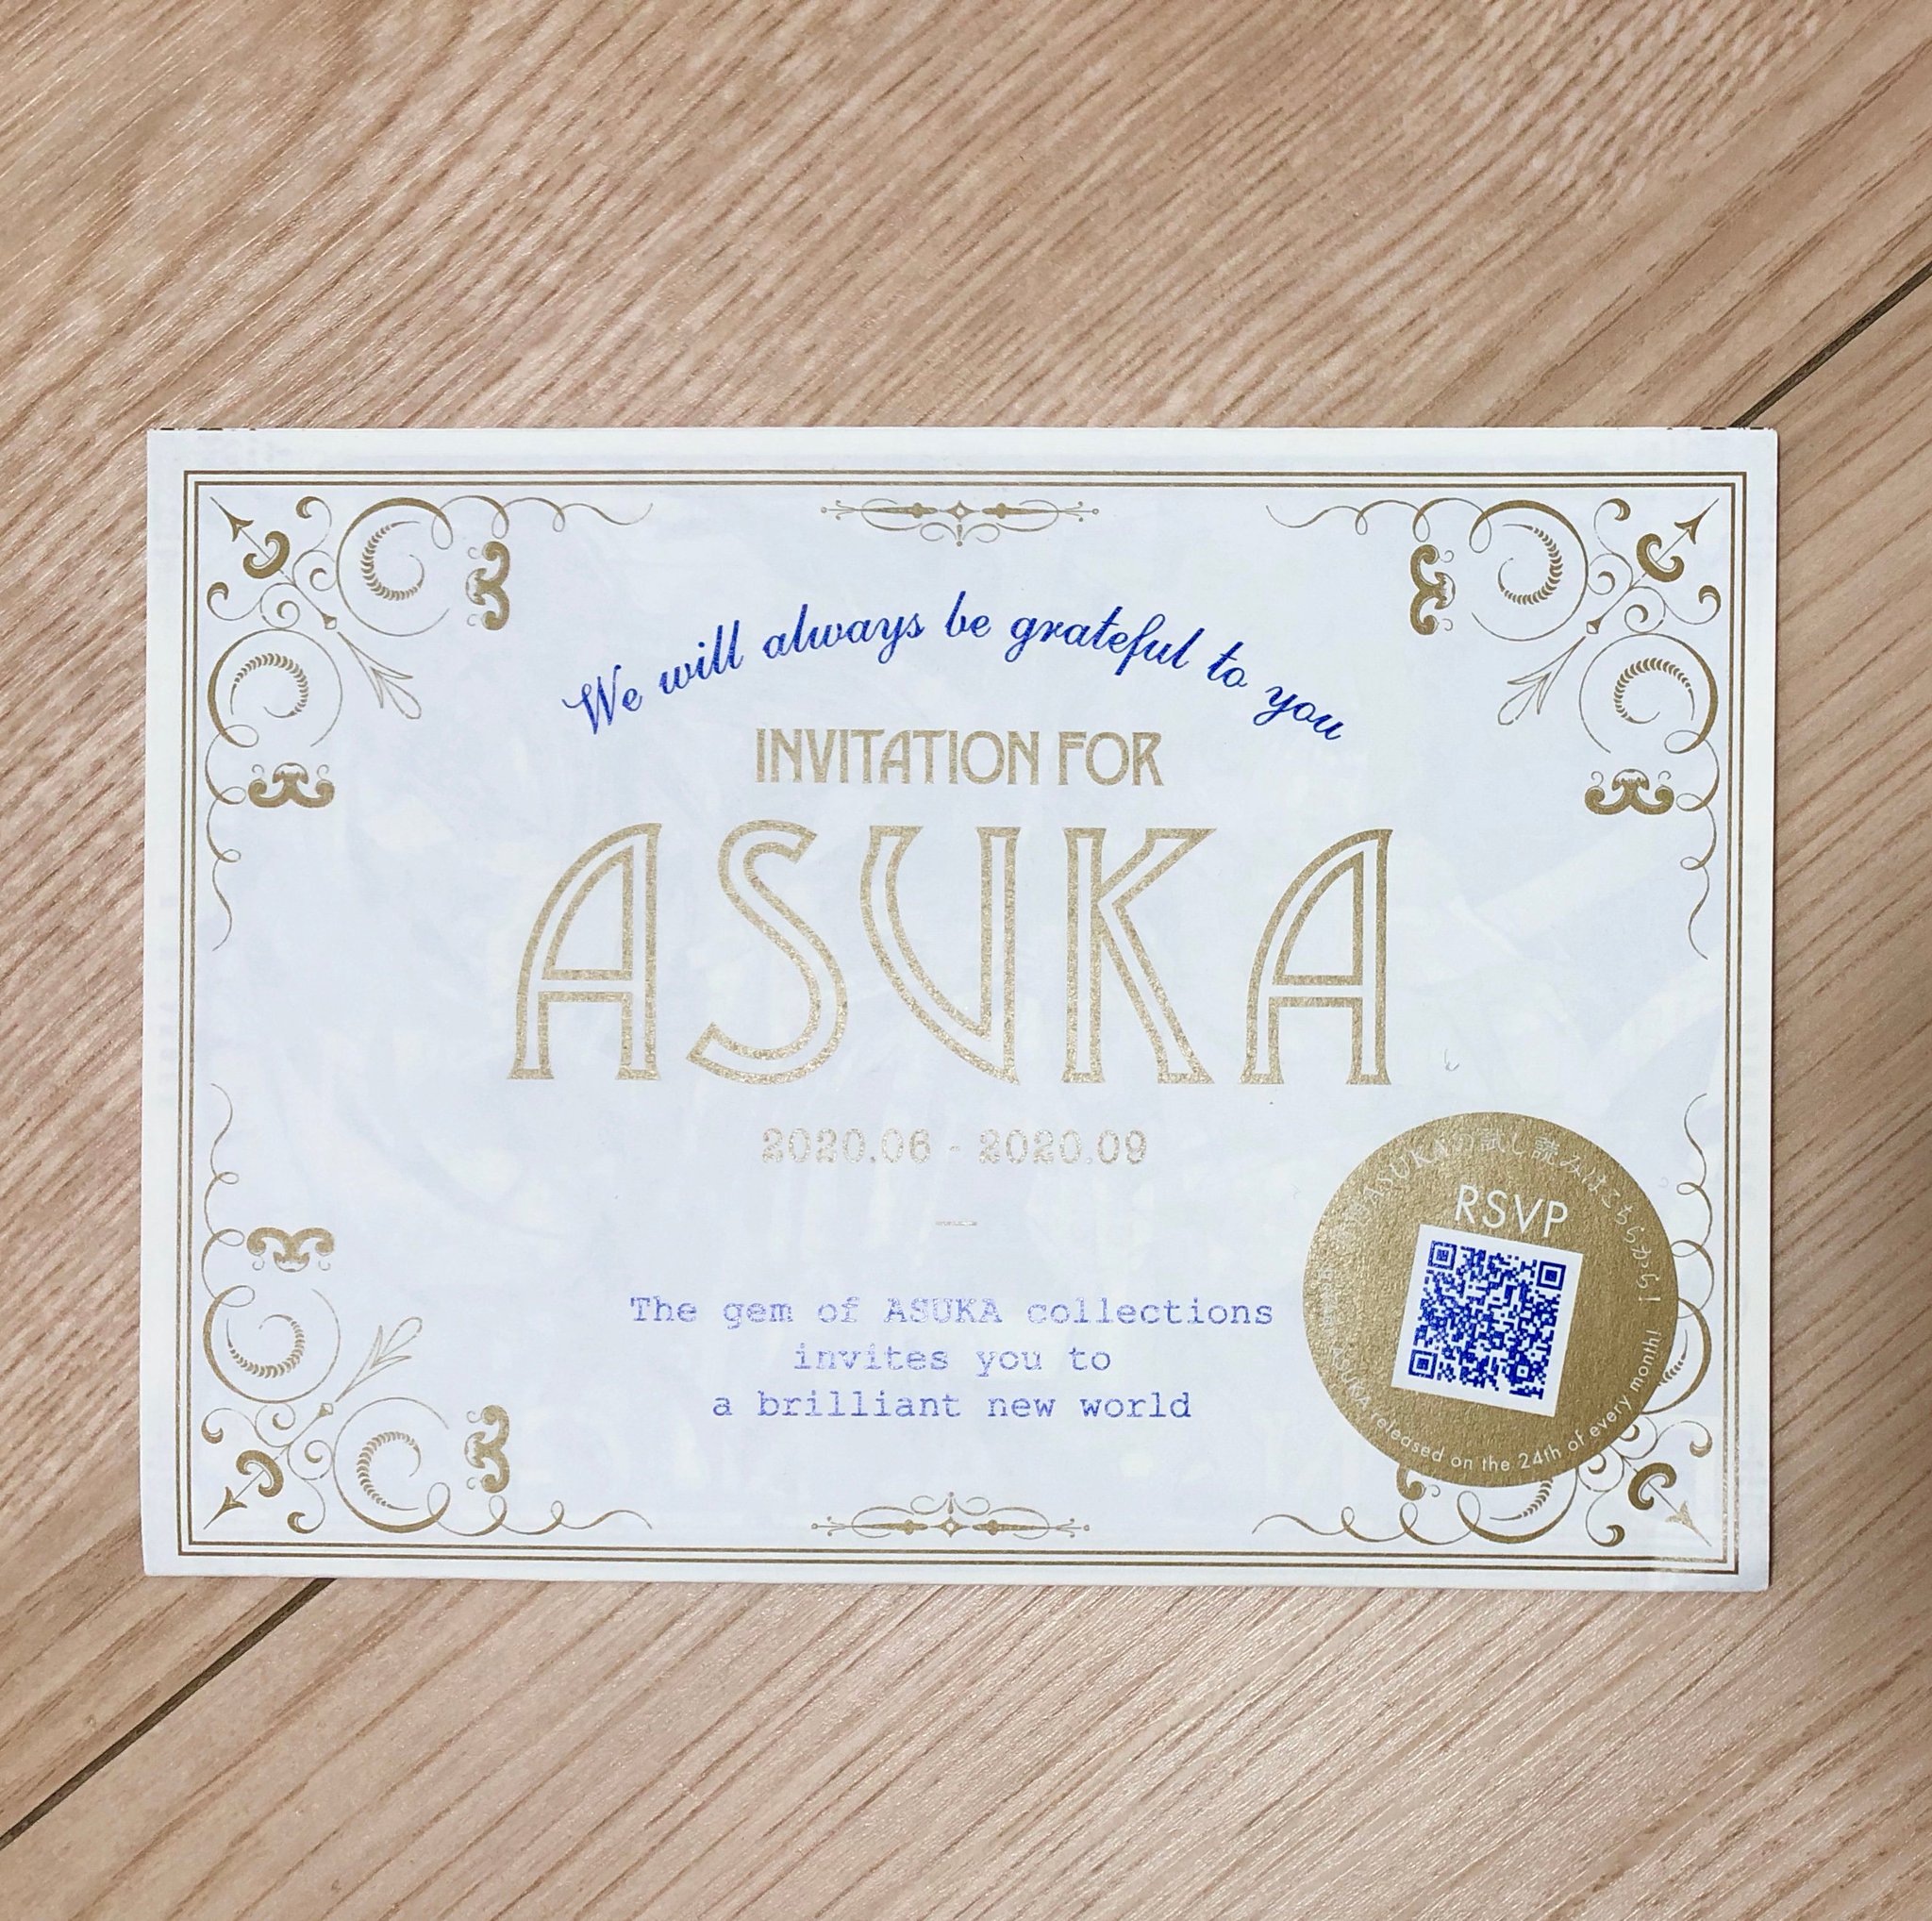 We will always be grateful to you
INVITATION FOR
ASUKA
2020.06 - 2020.09
The gem of ASUKA collections
invites you to
a brilliant new world
ASUKAの試し読みはこちらから!
RSVP
ASUKA released on the 24th of every month!